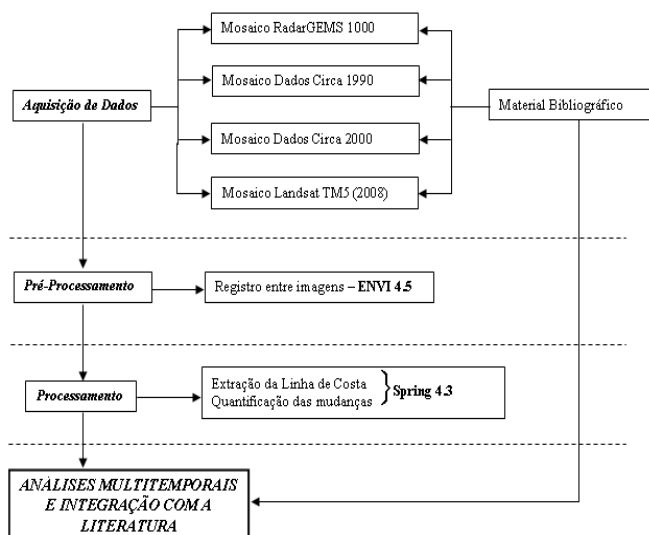 Mosaico RadarGEMS 1000
Mosaico Dados Circa 1990
Aquisição de Dados
Material Bibliográfico
Mosaico Dados Circa 2000
Mosaico Landsat TM5 (2008)
Pré-Processamento
Registro entre imagens – ENVI 4.5
Processamento
Extração da Linha de Costa
Quantificação das mudanças
Spring 4.3
ANÁLISES MULTITEMPORAIS
E INTEGRAÇÃO COM A
LITERATURA